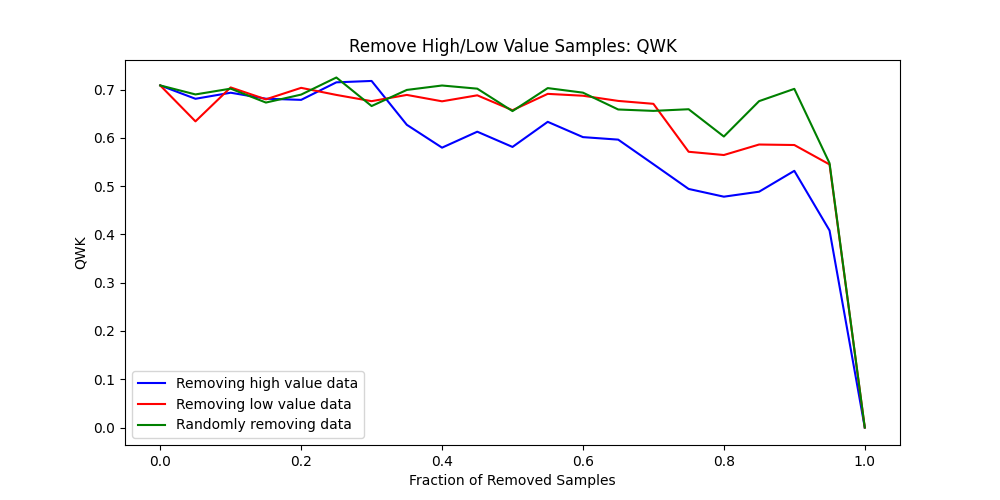 Remove High/Low Value Samples: QWK
QWK
0.7
0.6
0.5
0.4
0.3
0.2
0.1
0.0
Removing high value data
Removing low value data
Randomly removing data
0.0 0.2 0.4 0.6 0.8 1.0
Fraction of Removed Samples